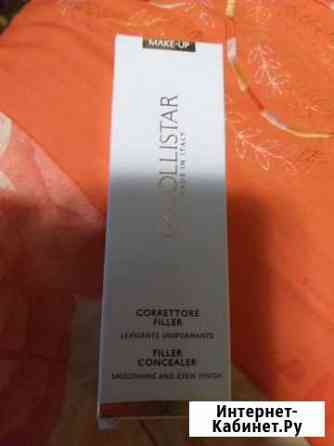 MAKE-UP
COLLISTAR
MADE IN ITALY
CORRETTORE
FILLER
LEVIGANTE UNIFORMANTE
FILLER
CONCEALER
SMOOTHING AND EVEN FINISH
Интернет-
Кабинет.Ру